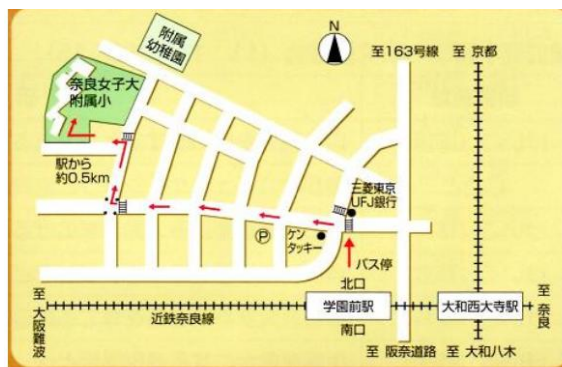 附属
幼稚園
N
至163号線
至 京都
奈良女子大
附属小
駅から
約0.5km
三菱東京
UFJ銀行
P
ケン
タッキー
バス停
北口
学園前駅
大和西大寺駅
南口
近鉄奈良線
至 大阪難波
至 奈良
至 阪奈道路
至 大和八木